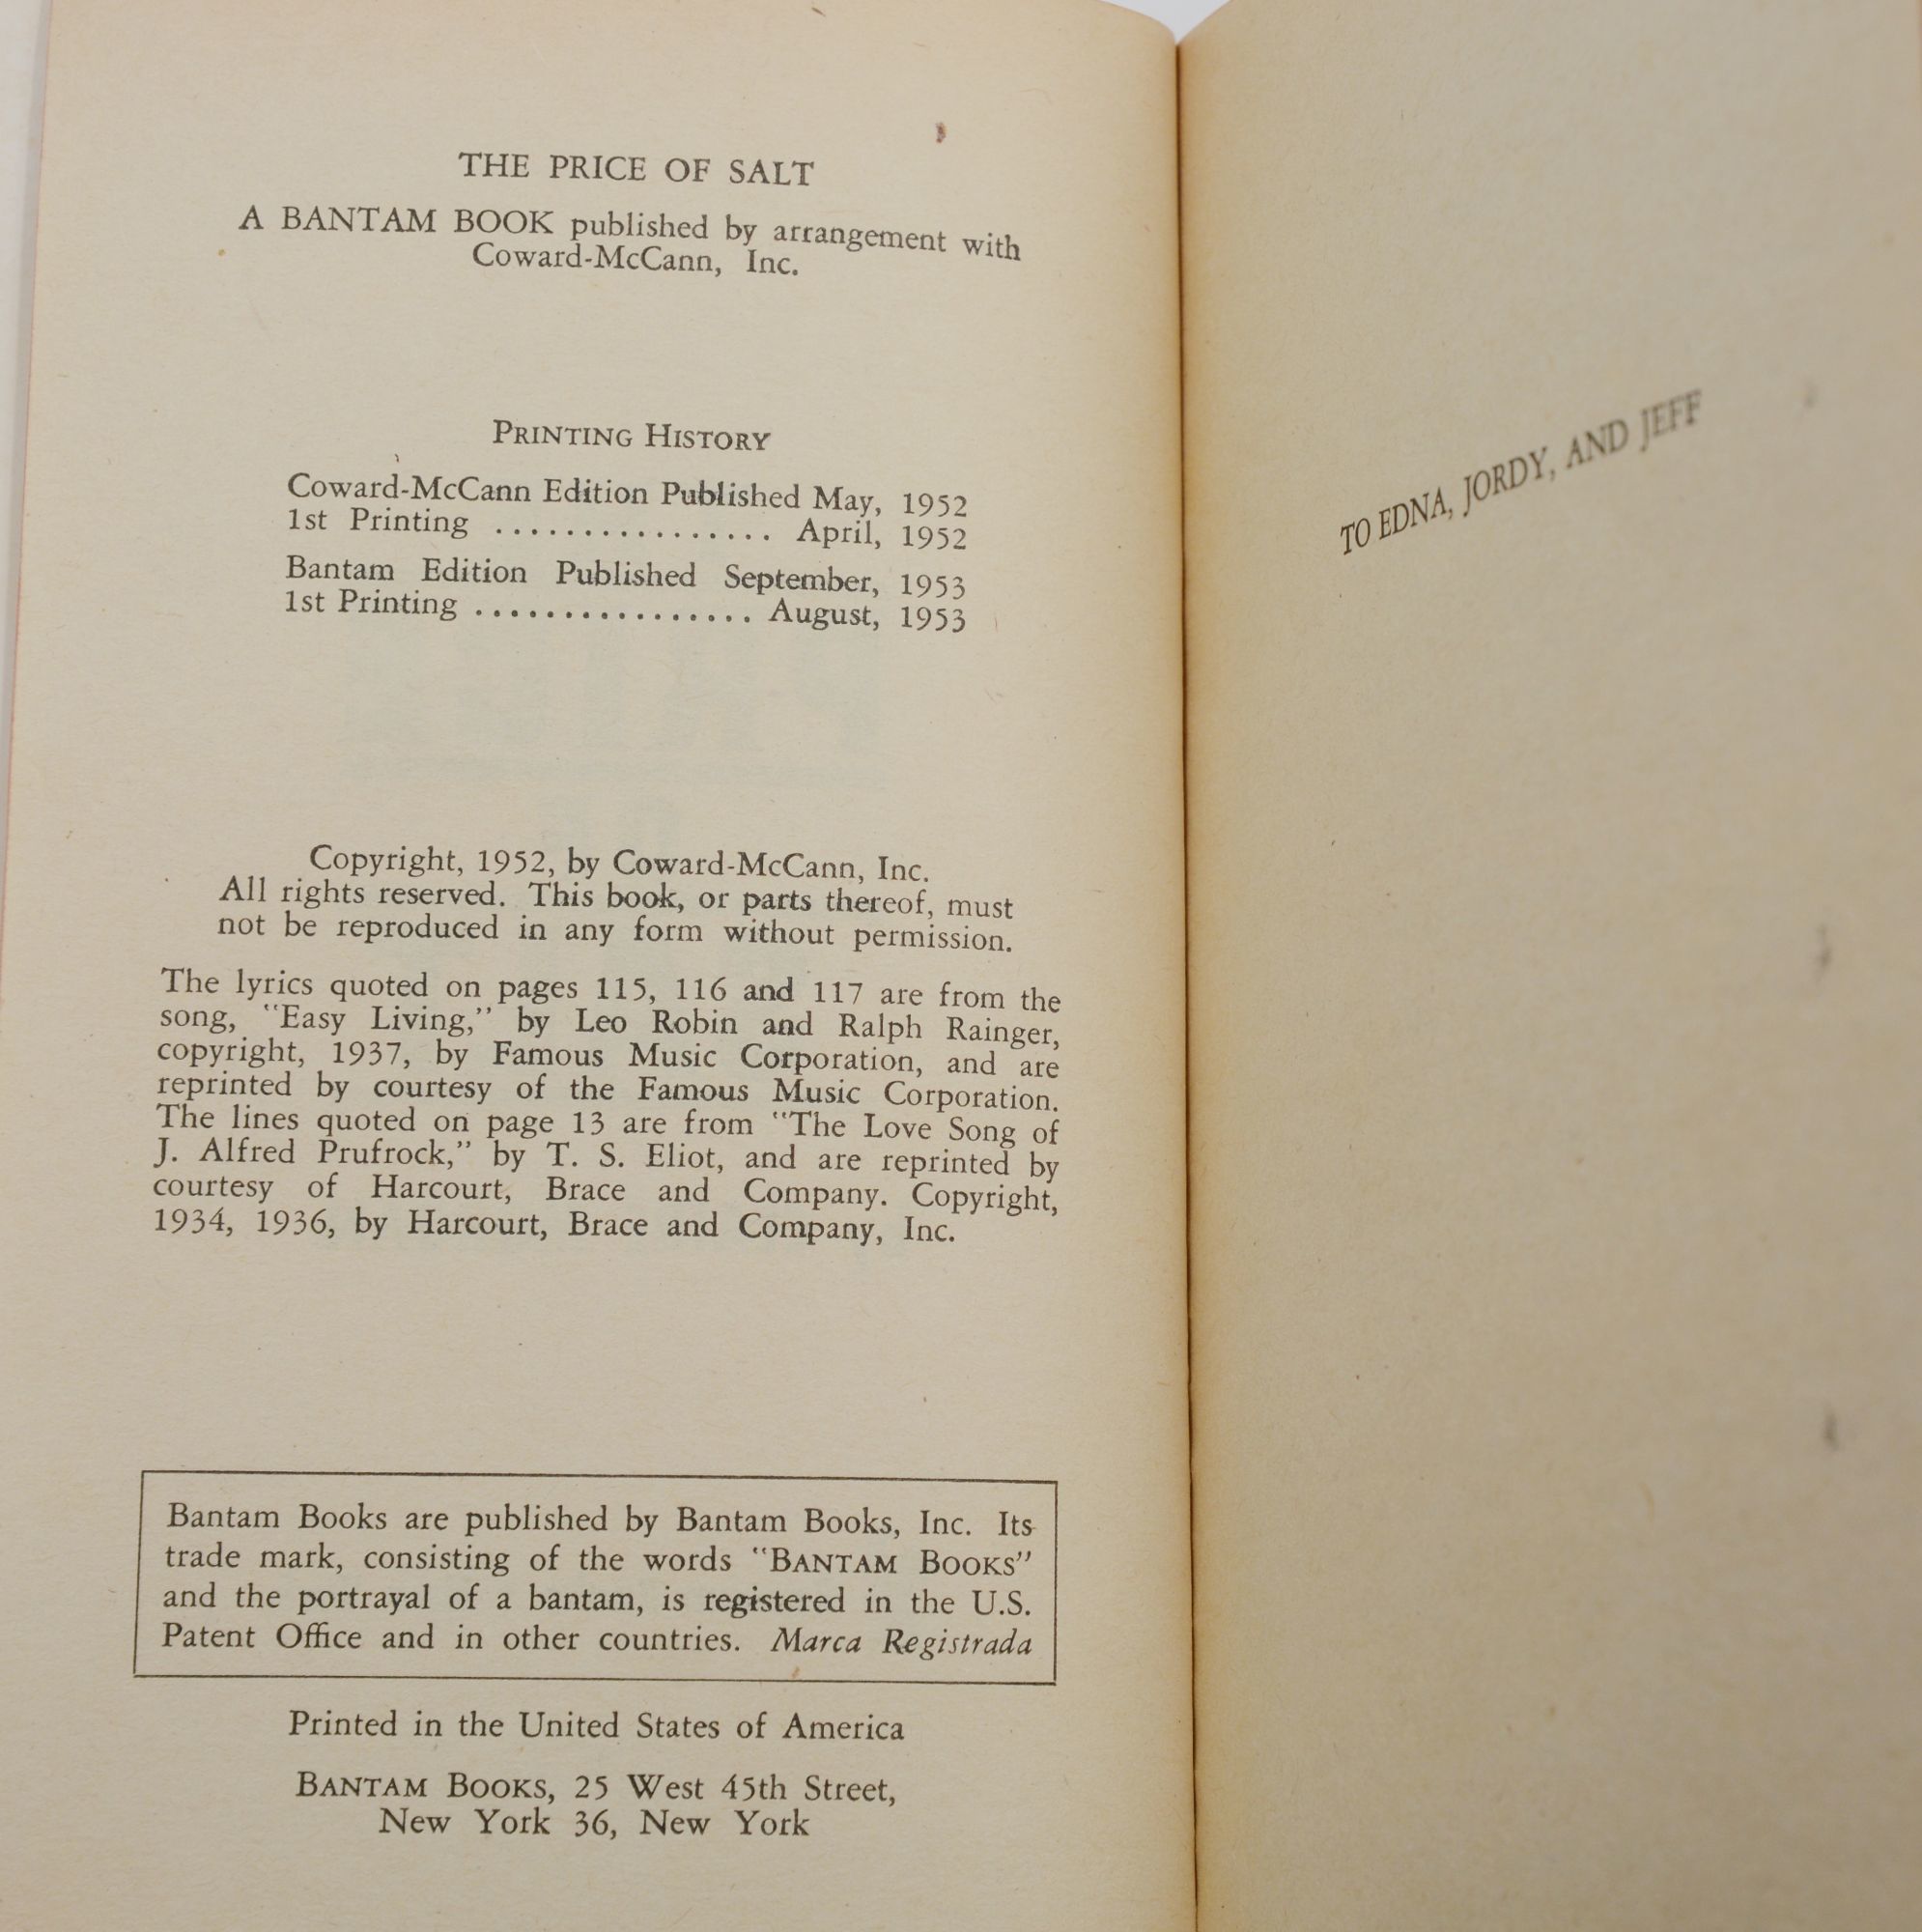 THE PRICE OF SALT
A BANTAM BOOK published by arrangement with
Coward-McCann, Inc.
PRINTING HISTORY
Coward-McCann Edition Published May, 1952
1st Printing ................ April, 1952
Bantam Edition Published September, 1953
1st Printing ................ August, 1953
Copyright, 1952, by Coward-McCann, Inc.
All rights reserved. This book, or parts thereof, must
not be reproduced in any form without permission.
The lyrics quoted on pages 115, 116 and 117 are from the
song, "Easy Living," by Leo Robin and Ralph Rainger,
copyright, 1937, by Famous Music Corporation, and are
reprinted by courtesy of the Famous Music Corporation.
The lines quoted on page 13 are from "The Love Song of
J. Alfred Prufrock," by T. S. Eliot, and are reprinted by
courtesy of Harcourt, Brace and Company. Copyright,
1934, 1936, by Harcourt, Brace and Company, Inc.
Bantam Books are published by Bantam Books, Inc. Its
trade mark, consisting of the words "BANTAM BOOKS"
and the portrayal of a bantam, is registered in the U.S.
Patent Office and in other countries. Marca Registrada
Printed in the United States of America
BANTAM BOOKS, 25 West 45th Street,
New York 36, New York
TO EDNA, JORDY, AND JEFF